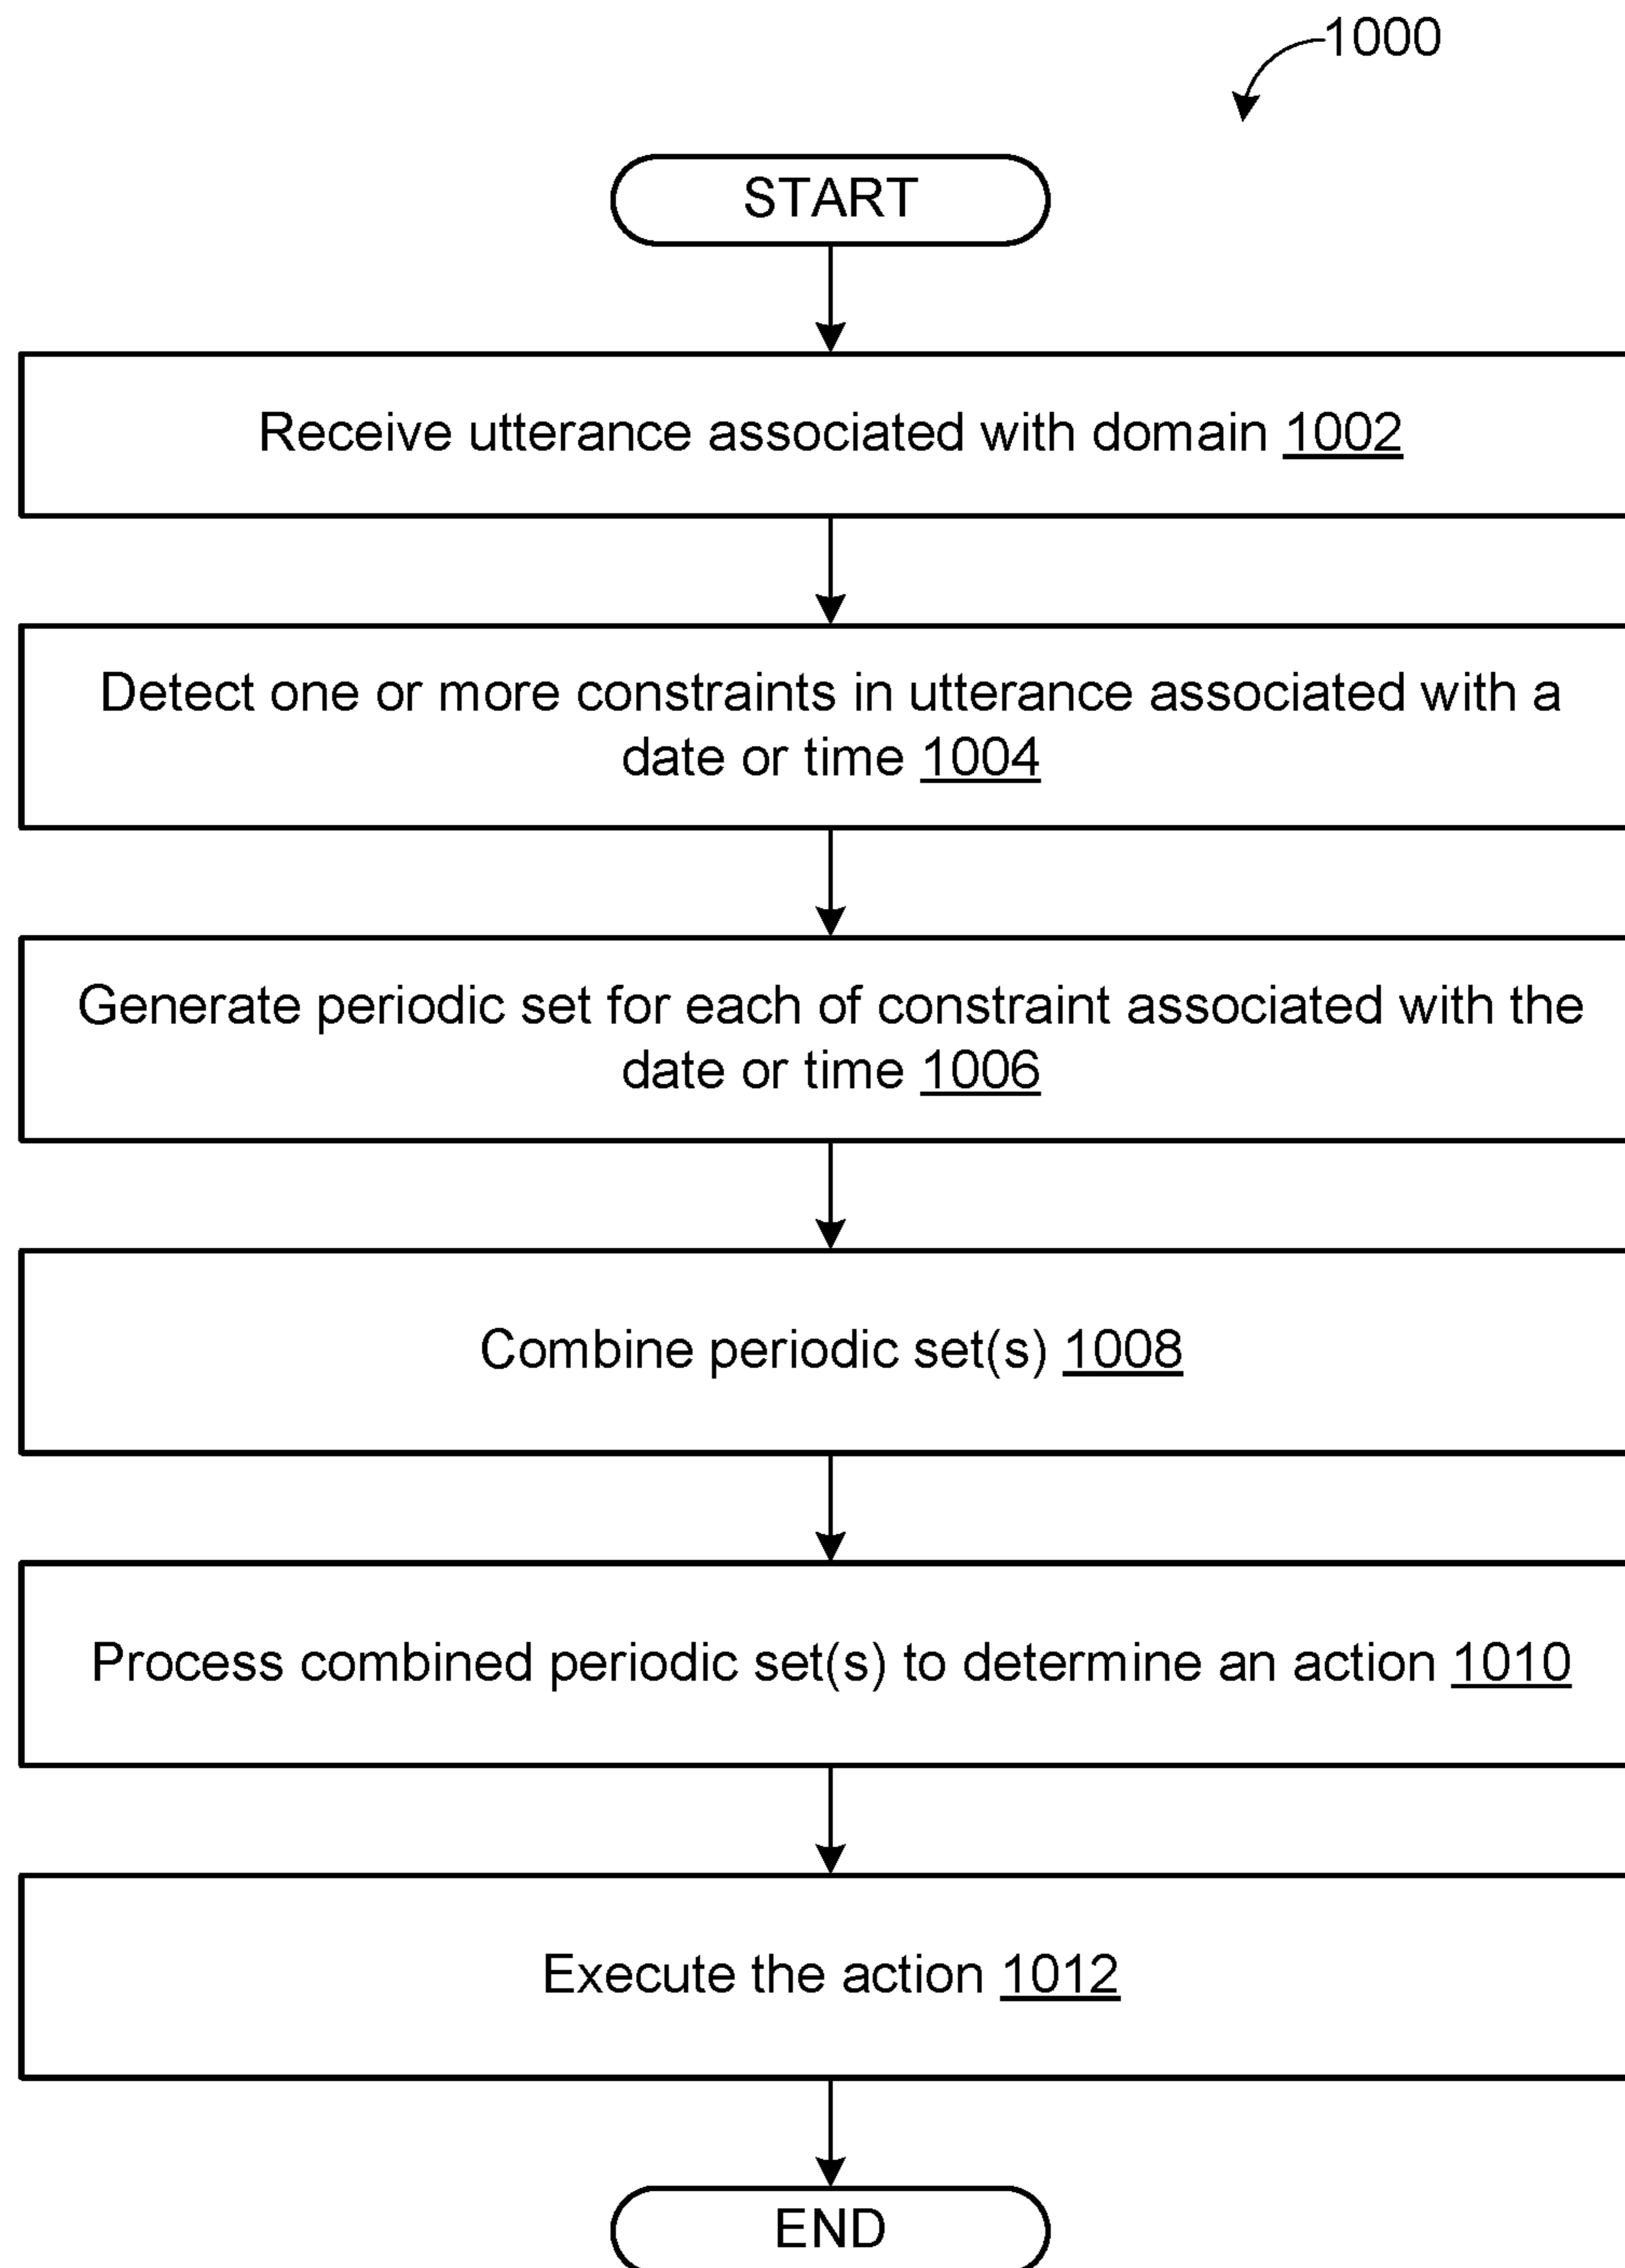 1000
START
Receive utterance associated with domain 1002
Detect one or more constraints in utterance associated with a
date or time 1004
Generate periodic set for each of constraint associated with the
date or time 1006
Combine periodic set(s) 1008
Process combined periodic set(s) to determine an action 1010
Execute the action 1012
END